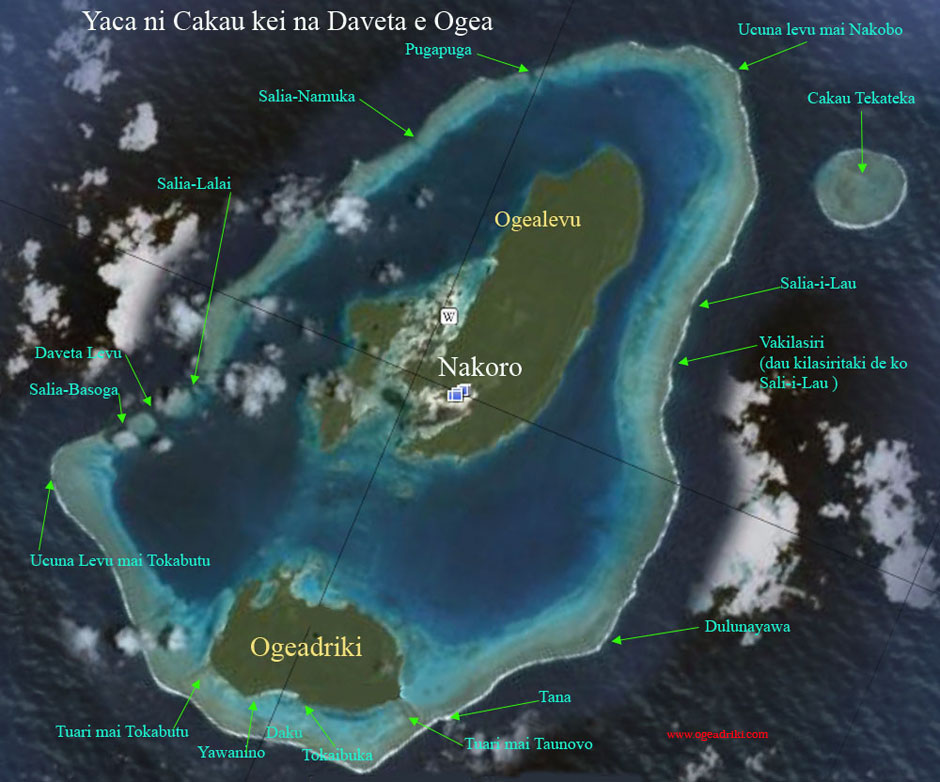 Yaca ni Cakau kei na Daveta e Ogea
Ucuna levu mai Nakobo
Pugapuga
Salia-Namuka
Cakau Tekateka
Salia-Lalai
Ogealevu
Salia-i-Lau
W
Daveta Levu
Vakilasiri
(dau kilasiritaki de ko
Sali-i-Lau )
Nakoro
Salia-Basoga
Ucuna Levu mai Tokabutu
Dulunayawa
Ogeadriki
Tana
Tuari mai Tokabutu
Daku
www.ogeadriki.com
Tuari mai Taunovo
Yawanino
Tokaibuka